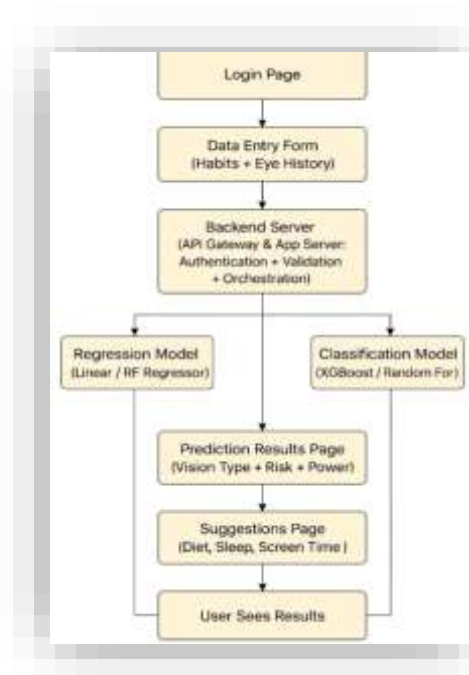 Login Page
Data Entry Form
(Habits + Eye History)
Backend Server
(API Gateway & App Server:
Authentication + Validation
+ Orchestration)
Regression Model
(Linear / RF Regressor)
Classification Model
(XGBoost / Random For)
Prediction Results Page
(Vision Type + Risk + Power)
Suggestions Page
(Diet, Sleep, Screen Time )
User Sees Results